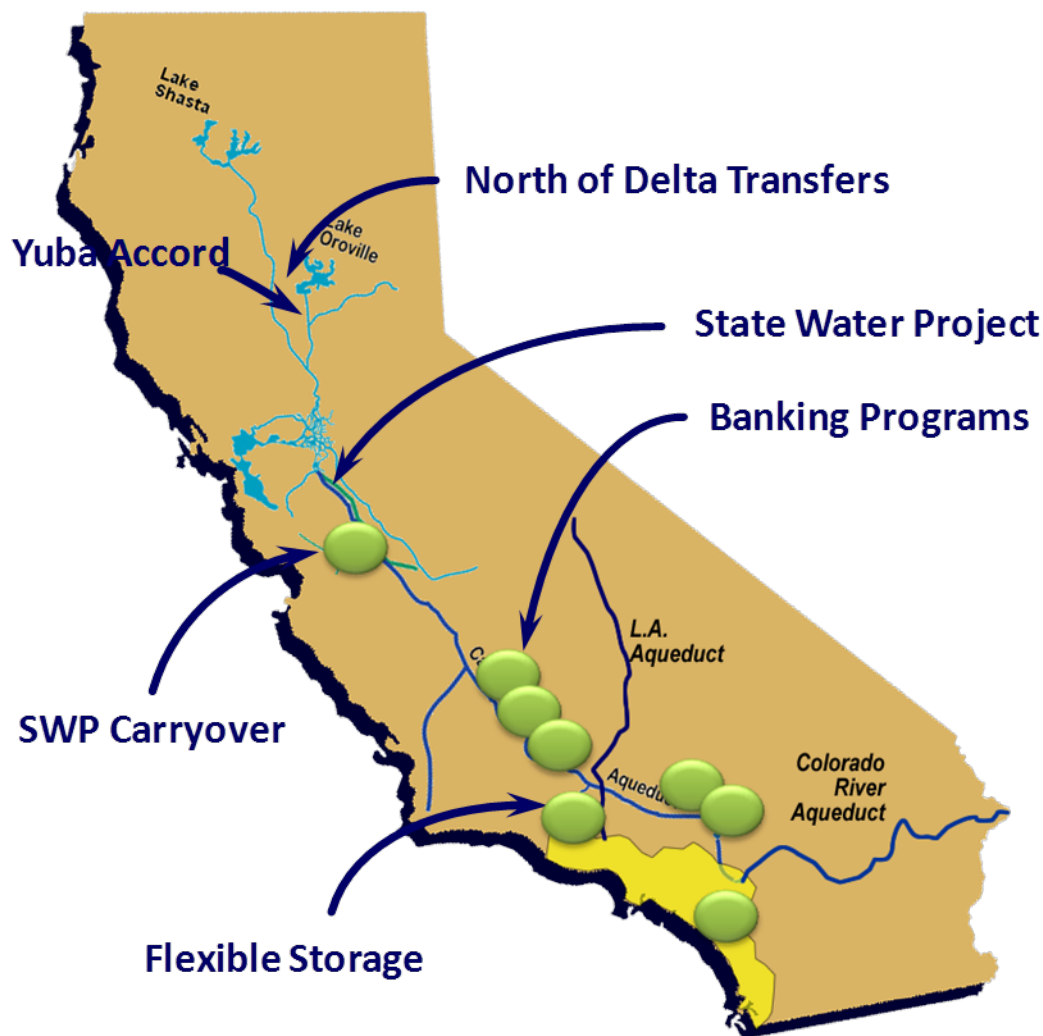 Lake
Shasta
North of Delta Transfers
Lake
Oroville
Yuba Accord
State Water Project
Banking Programs
L.A.
Aqueduct
SWP Carryover
Colorado
River
Aqueduct
Flexible Storage